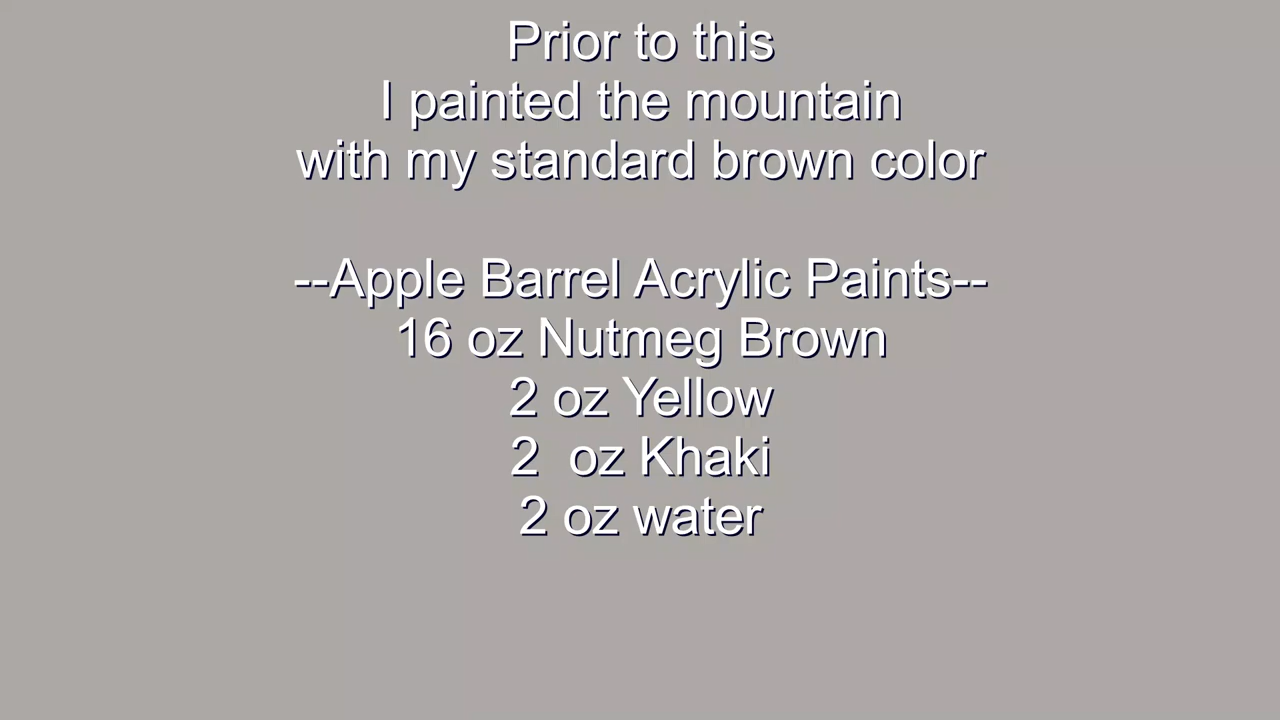 Prior to this
I painted the mountain
with my standard brown color
--Apple Barrel Acrylic Paints--
16 oz Nutmeg Brown
2 oz Yellow
2  oz Khaki
2 oz water